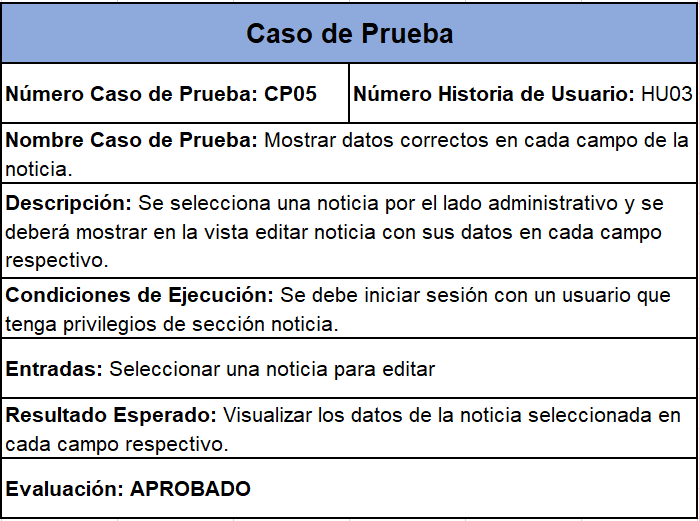 Caso de Prueba
Número Caso de Prueba: CP05
Número Historia de Usuario: HU03
Nombre Caso de Prueba: Mostrar datos correctos en cada campo de la
noticia.
Descripción: Se selecciona una noticia por el lado administrativo y se
deberá mostrar en la vista editar noticia con sus datos en cada campo
respectivo.
Condiciones de Ejecución: Se debe iniciar sesión con un usuario que
tenga privilegios de sección noticia.
Entradas: Seleccionar una noticia para editar
Resultado Esperado: Visualizar los datos de la noticia seleccionada en
cada campo respectivo.
Evaluación: APROBADO